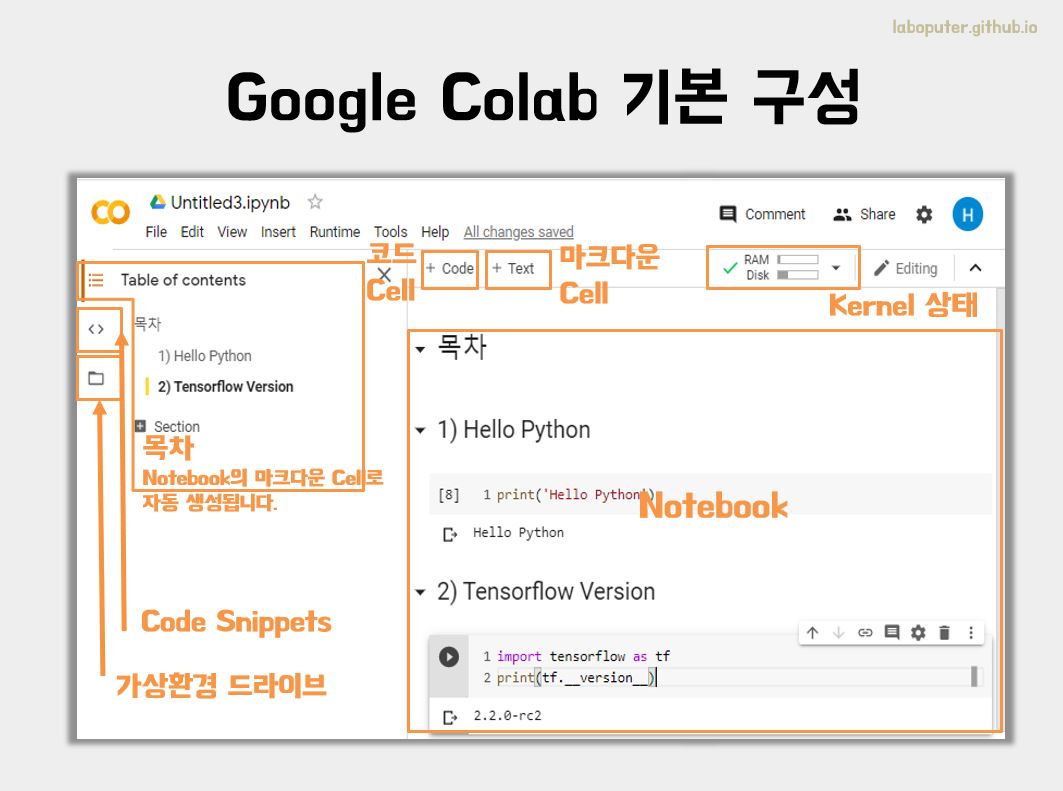 laboputer.github.io
Google Colab 기본 구성
CO
Untitled3.ipynb
File Edit View Insert Runtime Tools Help All changes saved
Comment
Share
H
Table of contents
코드
Cell
+ Code
+ Text
마크다운
Cell
RAM
Disk
Editing
Kernel 상태
목차
1) Hello Python
2) Tensorflow Version
Section
목차
Notebook의 마크다운 Cell로
자동 생성됩니다.
Code Snippets
가상환경 드라이브
목차
1) Hello Python
[8] 1 print('Hello Python')
Notebook
Hello Python
2) Tensorflow Version
1 import tensorflow as tf
2 print(tf.__version__)
2.2.0-rc2